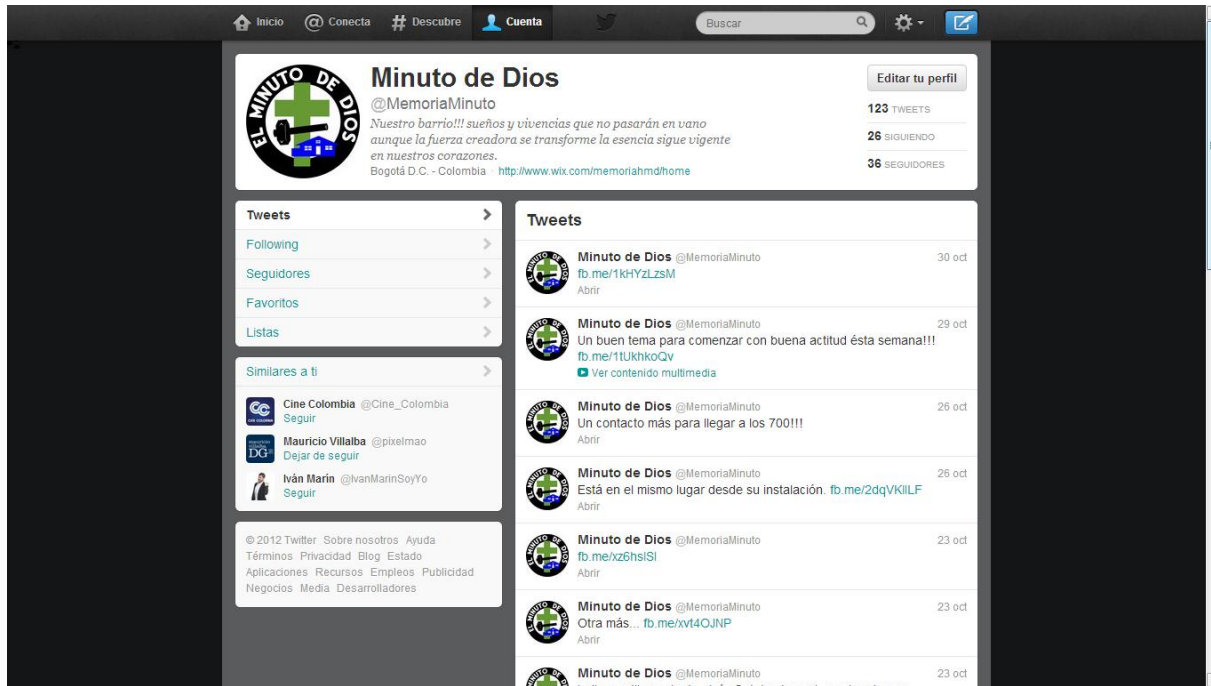 Inicio
Conecta
Descubre
Cuenta
Buscar
EL MINUTO DE DIOS
Minuto de Dios
@MemoriaMinuto
Nuestro barrio!!! sueños y vivencias que no pasarán en vano
aunque la fuerza creadora se transforme la esencia sigue vigente
en nuestros corazones.
Bogotá D.C. - Colombia · http://www.wix.com/memoriahmd/home
Editar tu perfil
123 TWEETS
26 SIGUIENDO
36 SEGUIDORES
Tweets
Following
Seguidores
Favoritos
Listas
Similares a ti
Cine Colombia @Cine_Colombia
Seguir
Mauricio Villalba @pixelmao
Dejar de seguir
Iván Marín @IvanMarinSoyYo
Seguir
© 2012 Twitter Sobre nosotros Ayuda
Términos Privacidad Blog Estado
Aplicaciones Recursos Empleos Publicidad
Negocios Media Desarrolladores
Tweets
Minuto de Dios @MemoriaMinuto 30 oct
fb.me/1kHYzLzsM
Abrir
Minuto de Dios @MemoriaMinuto 29 oct
Un buen tema para comenzar con buena actitud ésta semana!!!
fb.me/1tUkhkoQv
Ver contenido multimedia
Minuto de Dios @MemoriaMinuto 26 oct
Un contacto más para llegar a los 700!!!
Abrir
Minuto de Dios @MemoriaMinuto 26 oct
Está en el mismo lugar desde su instalación. fb.me/2dqVKllLF
Abrir
Minuto de Dios @MemoriaMinuto 23 oct
fb.me/xz6hslSl
Abrir
Minuto de Dios @MemoriaMinuto 23 oct
Otra más... fb.me/xvt4OJNP
Abrir
Minuto de Dios @MemoriaMinuto 23 oct